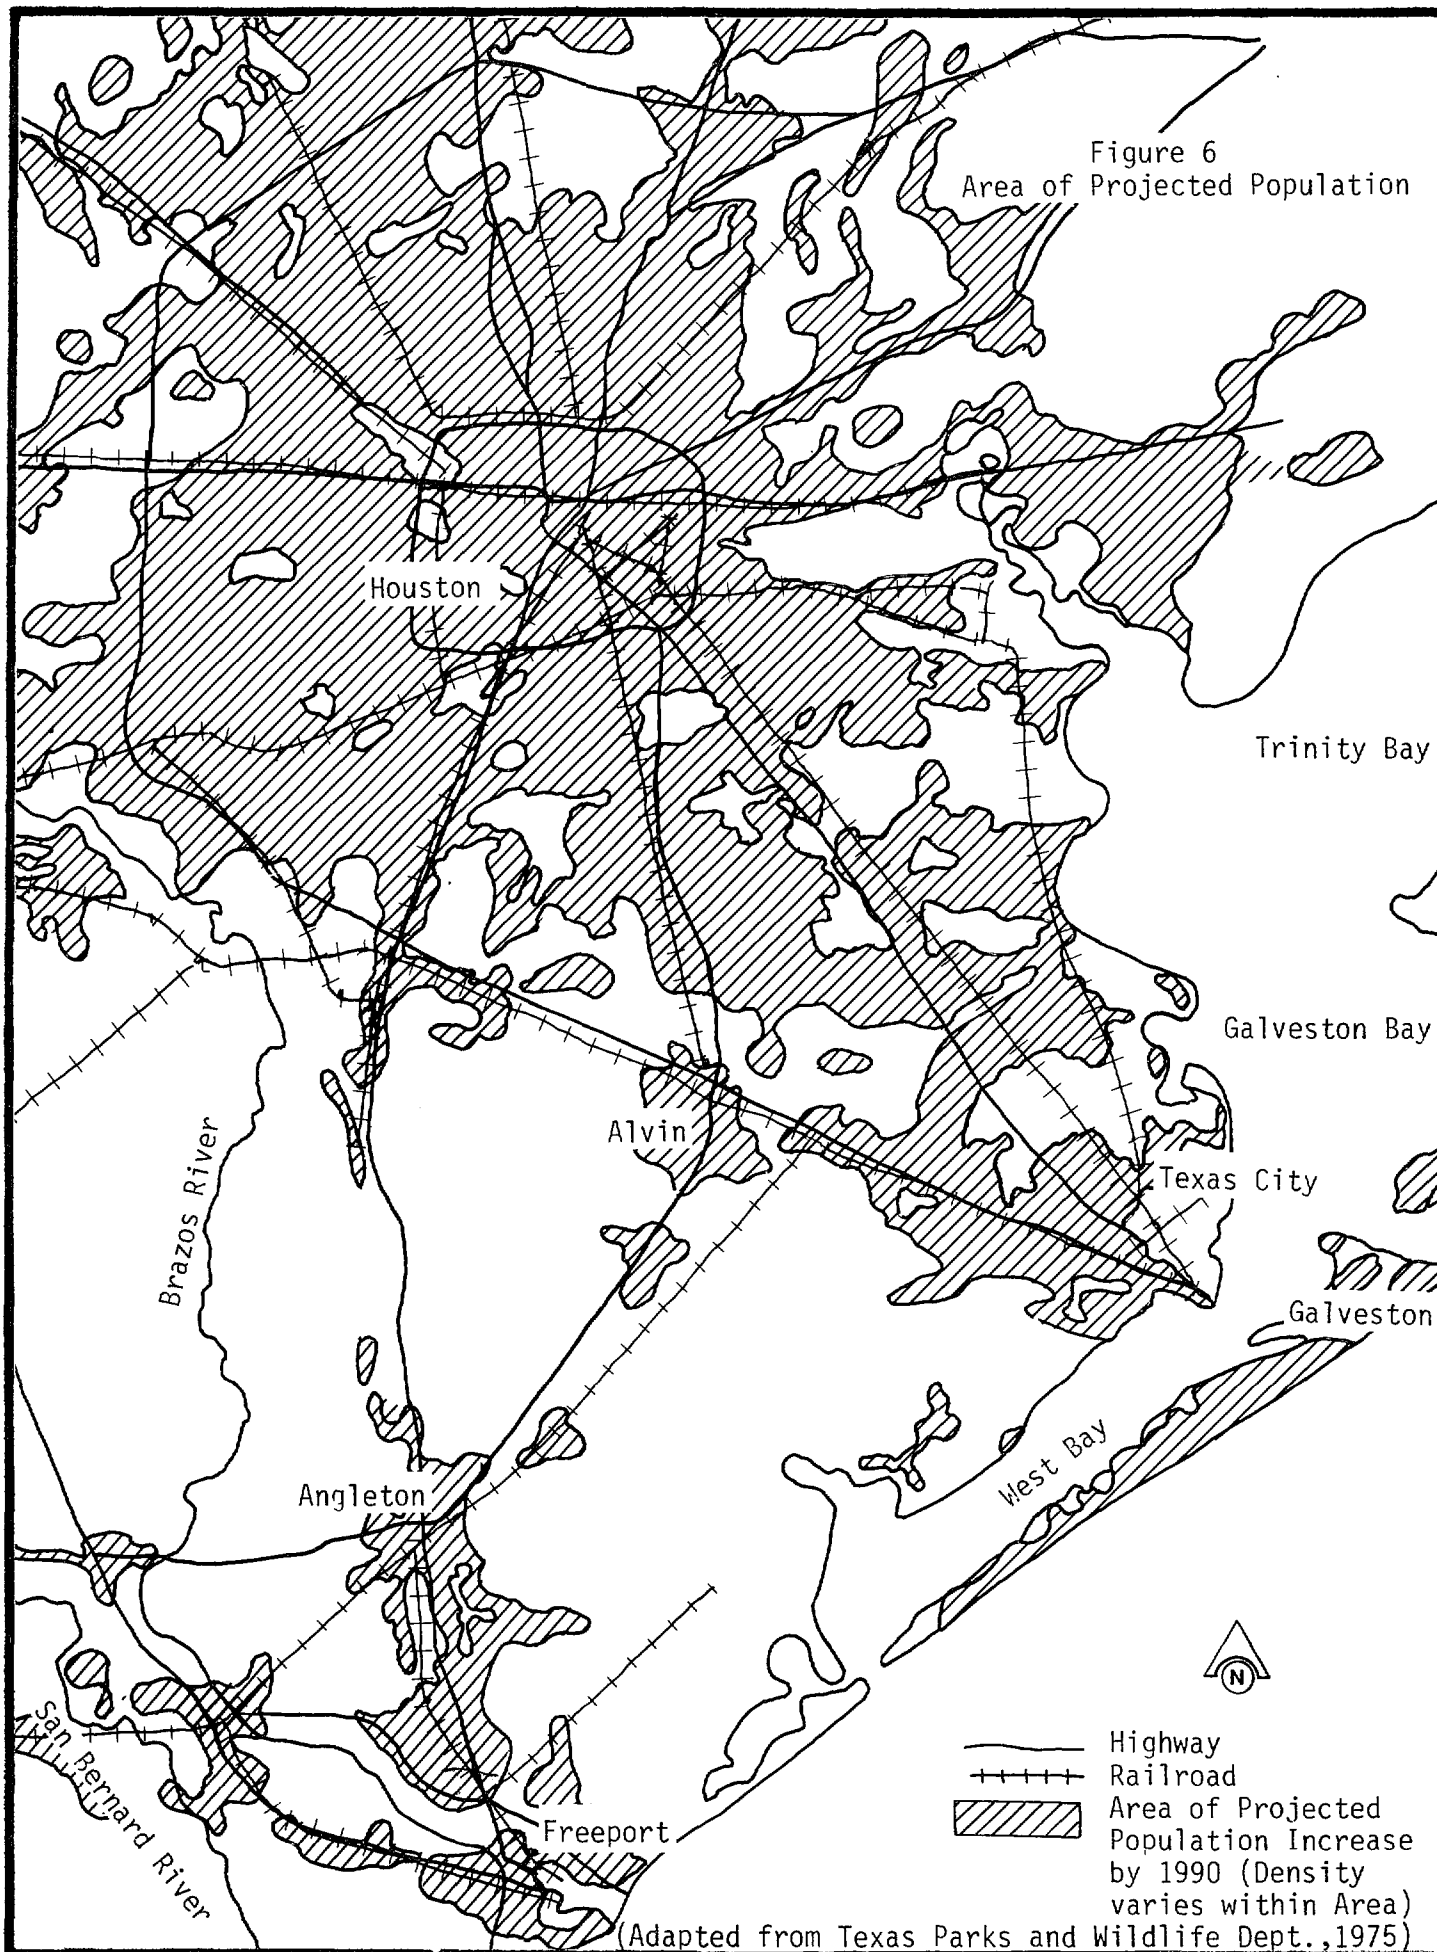 Figure 6
Area of Projected Population
Houston
Trinity Bay
Galveston Bay
Alvin
Brazos River
Texas City
Galveston
West Bay
Angleton
San Bernard River
Freeport
N
Highway
Railroad
Area of Projected
Population Increase
by 1990 (Density
varies within Area)
(Adapted from Texas Parks and Wildlife Dept.,1975)